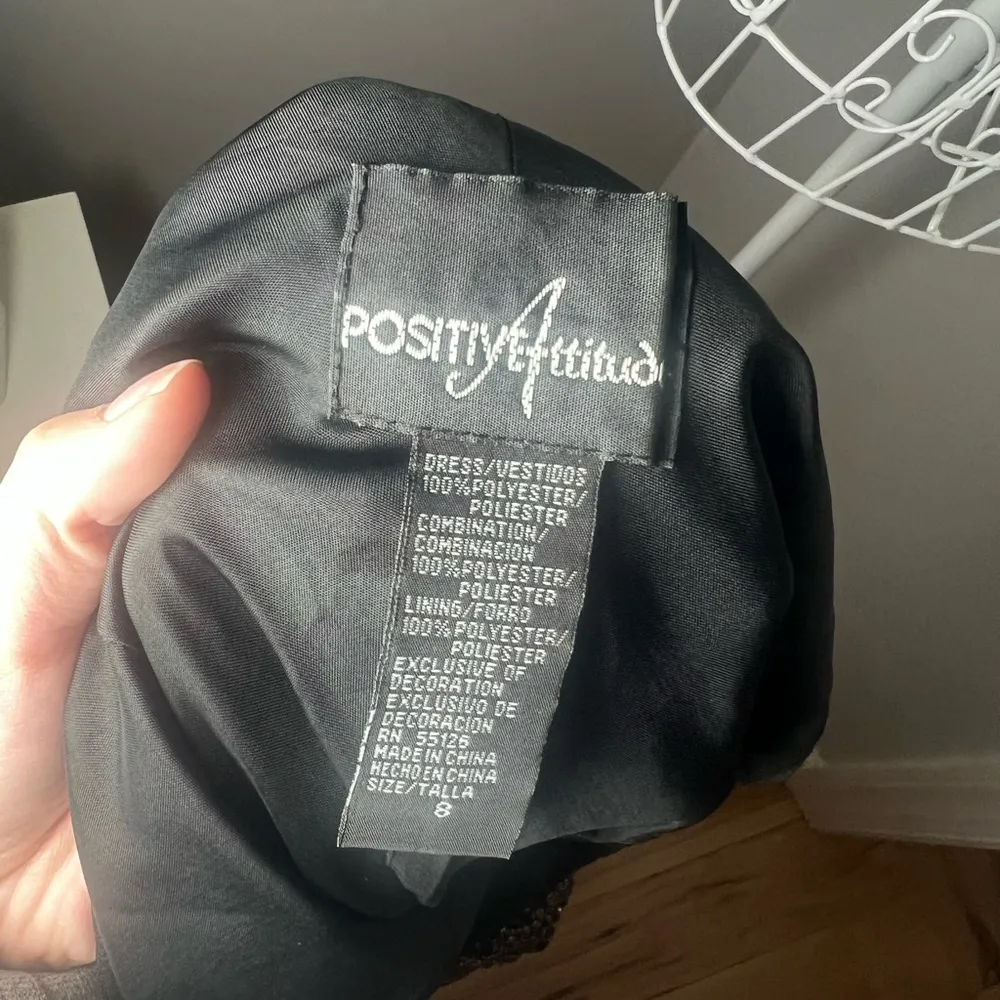 POSITIVE Attitude
DRESS/VESTIDOS
100%POLYESTER/
POLIESTER
COMBINATION/
COMBINACION
100%POLYESTER/
POLIESTER
LINING/FORRO
100%POLYESTER/
POLIESTER
EXCLUSIVE OF
DECORATION
EXCLUSIVO DE
DECORACION
RN 55126
MADE IN CHINA
HECHO EN CHINA
SIZE/TALLA
8